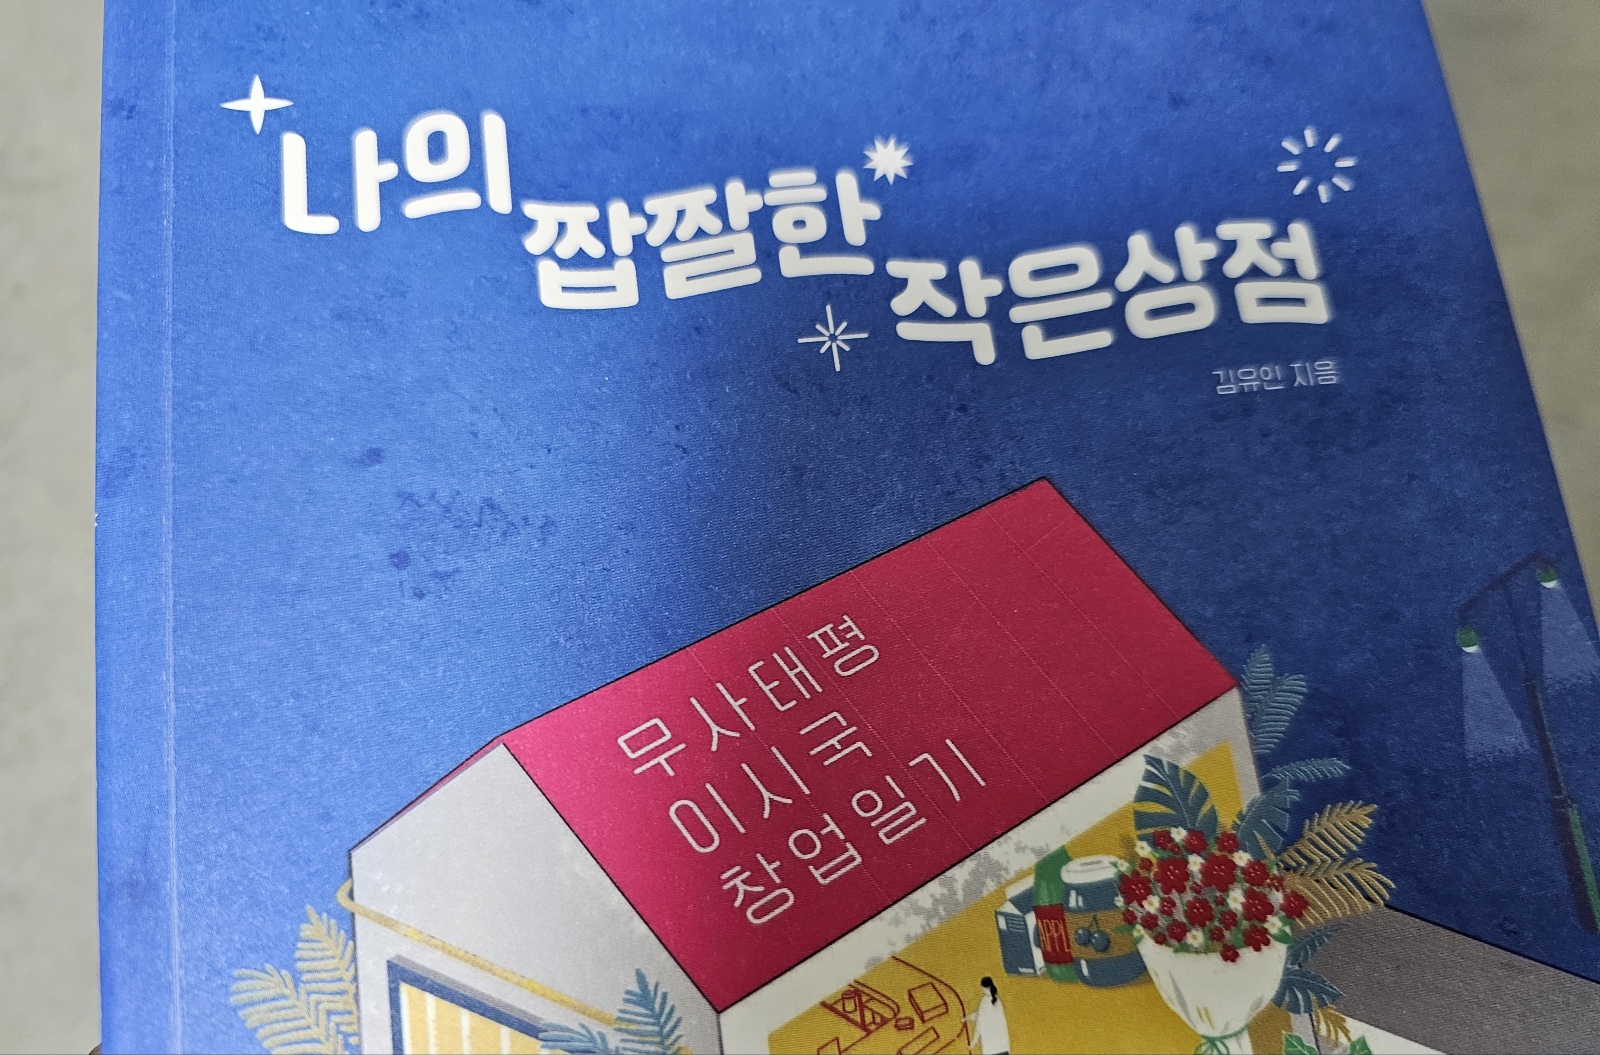 나의
짭짤한
작은상점
김유인 지음
무사태평
이시국
창업일기
APPL